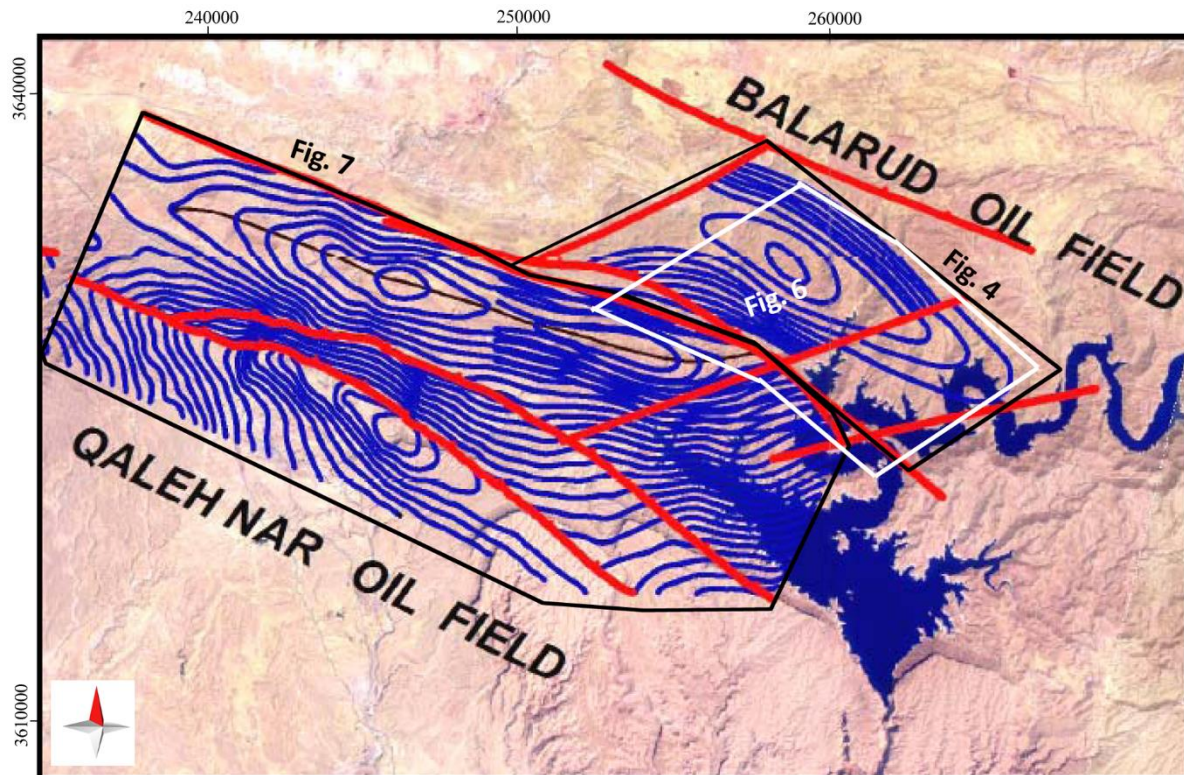 240000
250000
260000
3640000
3610000
BALARUD OIL FIELD
Fig. 7
Fig. 4
Fig. 6
QALEH NAR OIL FIELD